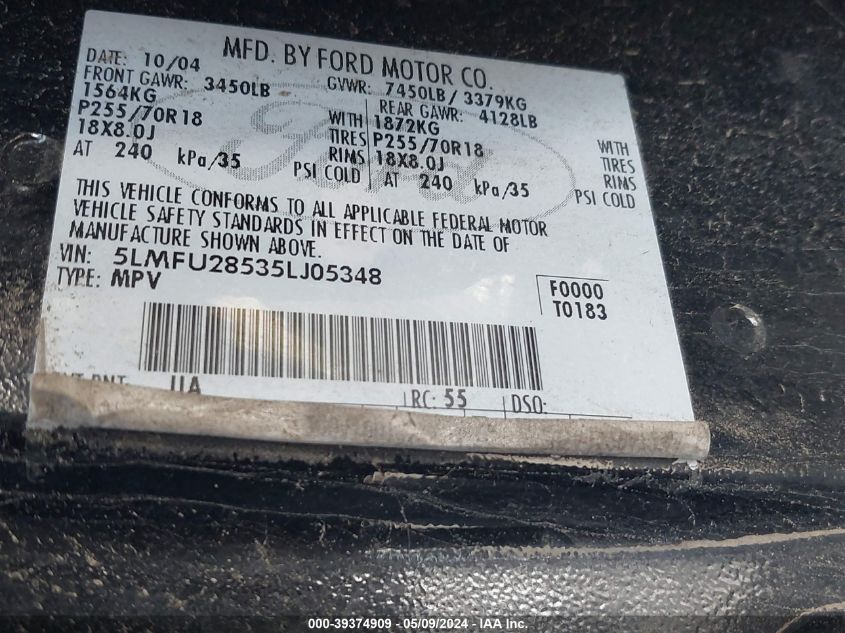 MFD. BY FORD MOTOR CO.
DATE: 10/04 GVWR: 7450LB/ 3379KG
FRONT GAWR: 3450LB REAR GAWR: 4128LB
1564KG WITH 1872KG WITH
P255/70R18 TIRES P255/70R18 TIRES
18X8.0J RIMS 18X8.0J RIMS
AT 240 kPa/35 PSI COLD AT 240 kPa/35 PSI COLD
THIS VEHICLE CONFORMS TO ALL APPLICABLE FEDERAL MOTOR
VEHICLE SAFETY STANDARDS IN EFFECT ON THE DATE OF
MANUFACTURE SHOWN ABOVE.
VIN: 5LMFU28535LJ05348
TYPE: MPV
F0000
T0183
UA RC: 55 DSO:
Ford
000-39374909 - 05/09/2024 - IAA Inc.